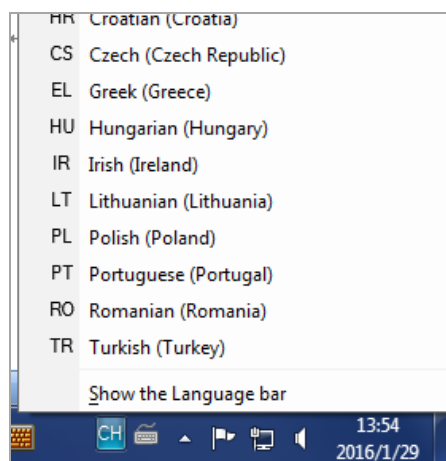 HR Croatian (Croatia)
CS Czech (Czech Republic)
EL Greek (Greece)
HU Hungarian (Hungary)
IR Irish (Ireland)
LT Lithuanian (Lithuania)
PL Polish (Poland)
PT Portuguese (Portugal)
RO Romanian (Romania)
TR Turkish (Turkey)
Show the Language bar
CH 13:54
2016/1/29